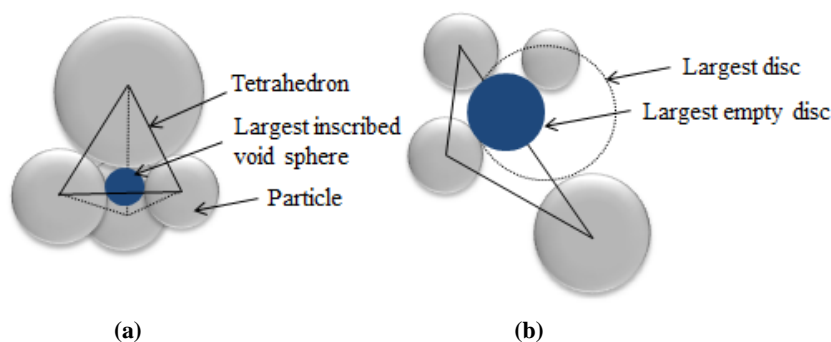 Tetrahedron
Largest inscribed
void sphere
Particle
(a)
Largest disc
Largest empty disc
(b)